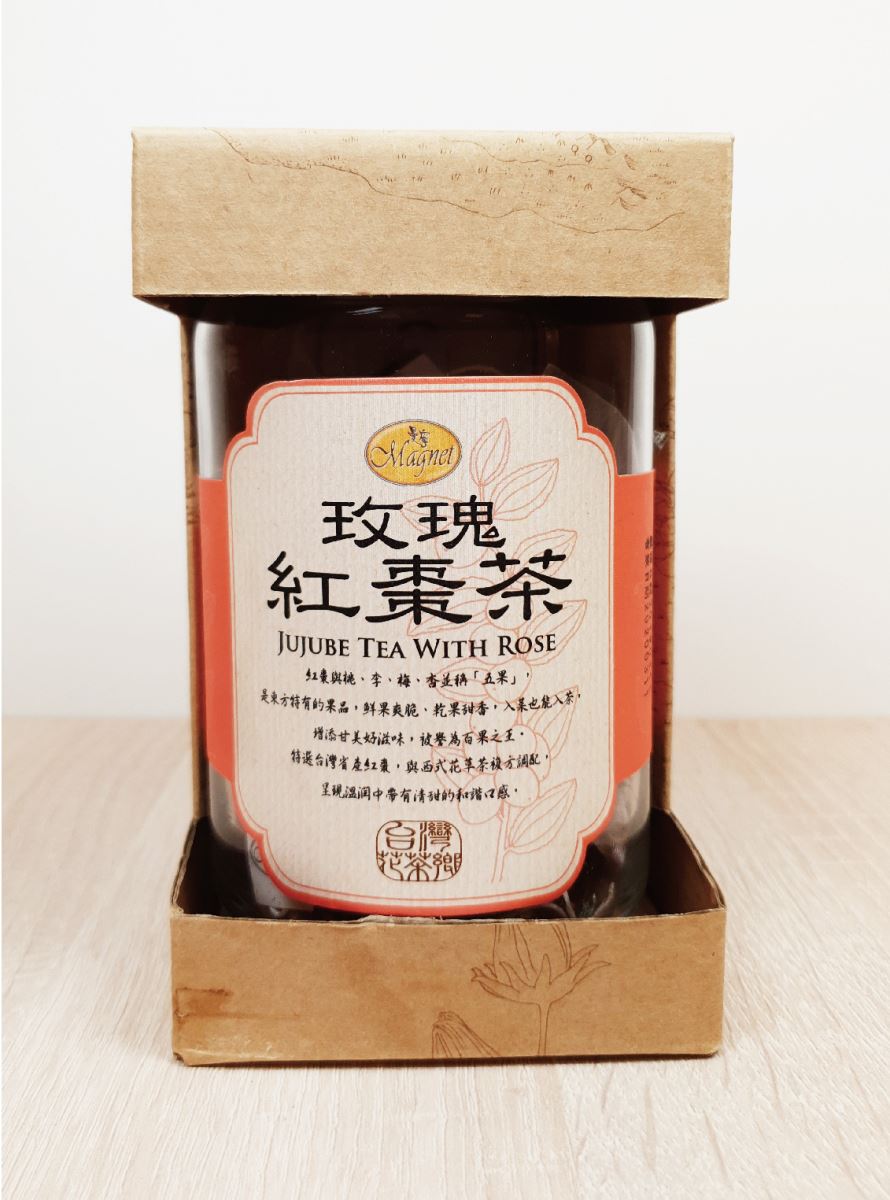 曼寧
Magnet
玫瑰
紅棗茶
JUJUBE TEA WITH ROSE
紅棗與桃、李、梅、杏並稱「五果」，
是東方特有的果品，鮮果爽脆、乾果甜香，入菜也能入茶，
增添甘美好滋味，被譽為百果之王。
特選台灣省產紅棗，與西式花草茶複方調配，
呈現溫潤中帶有清甜的和諧口感。
台灣
花茶鄉